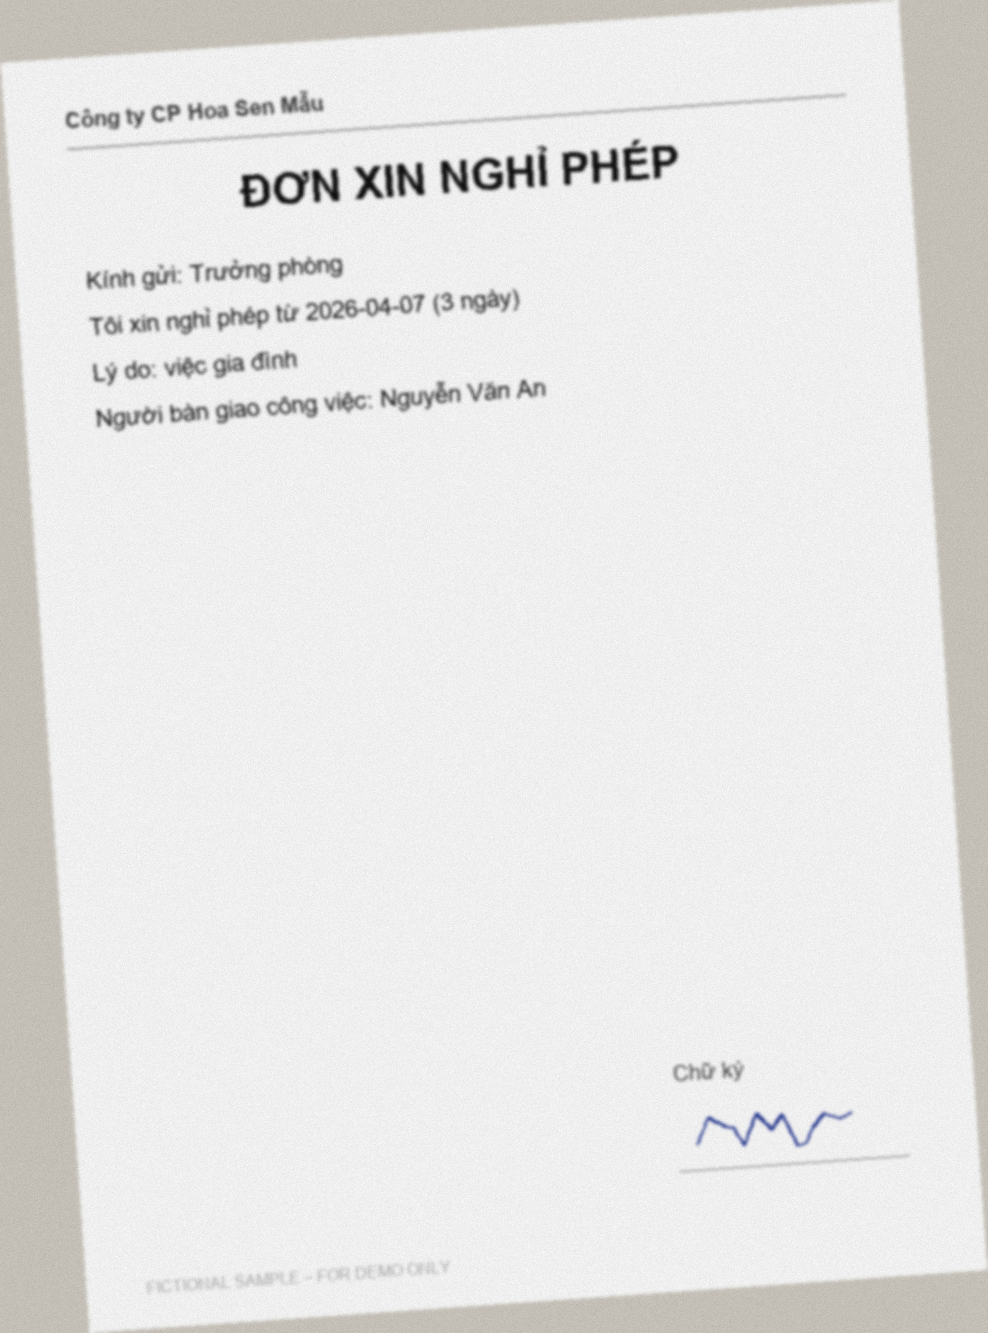 Công ty CP Hoa Sen Mẫu
ĐƠN XIN NGHỈ PHÉP
Kính gửi: Trưởng phòng
Tôi xin nghỉ phép từ 2026-04-07 (3 ngày)
Lý do: việc gia đình
Người bàn giao công việc: Nguyễn Văn An
Chữ ký
FICTIONAL SAMPLE – FOR DEMO ONLY